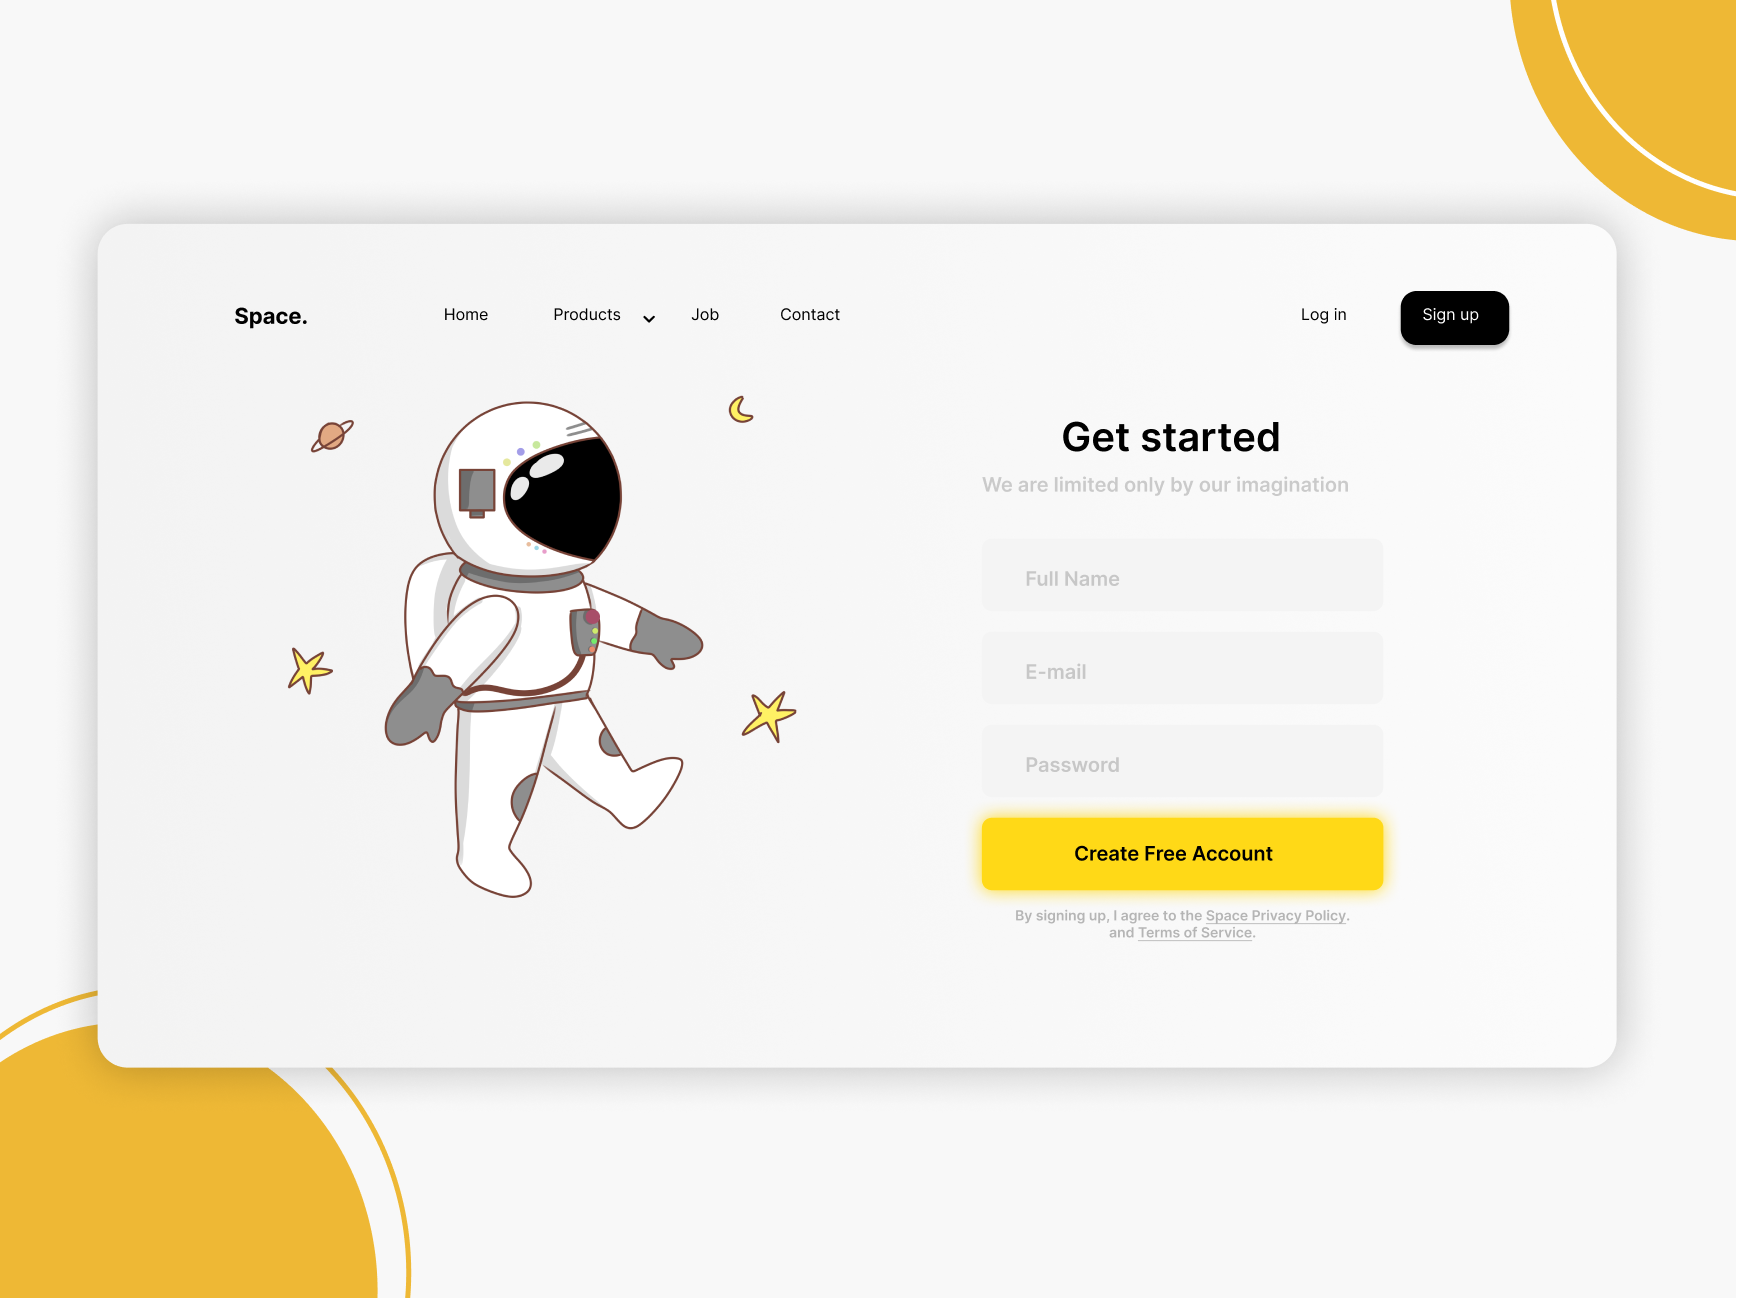 Space.
Home
Products
Job
Contact
Log in
Sign up
Get started
We are limited only by our imagination
Full Name
E-mail
Password
Create Free Account
By signing up, I agree to the Space Privacy Policy.
and Terms of Service.